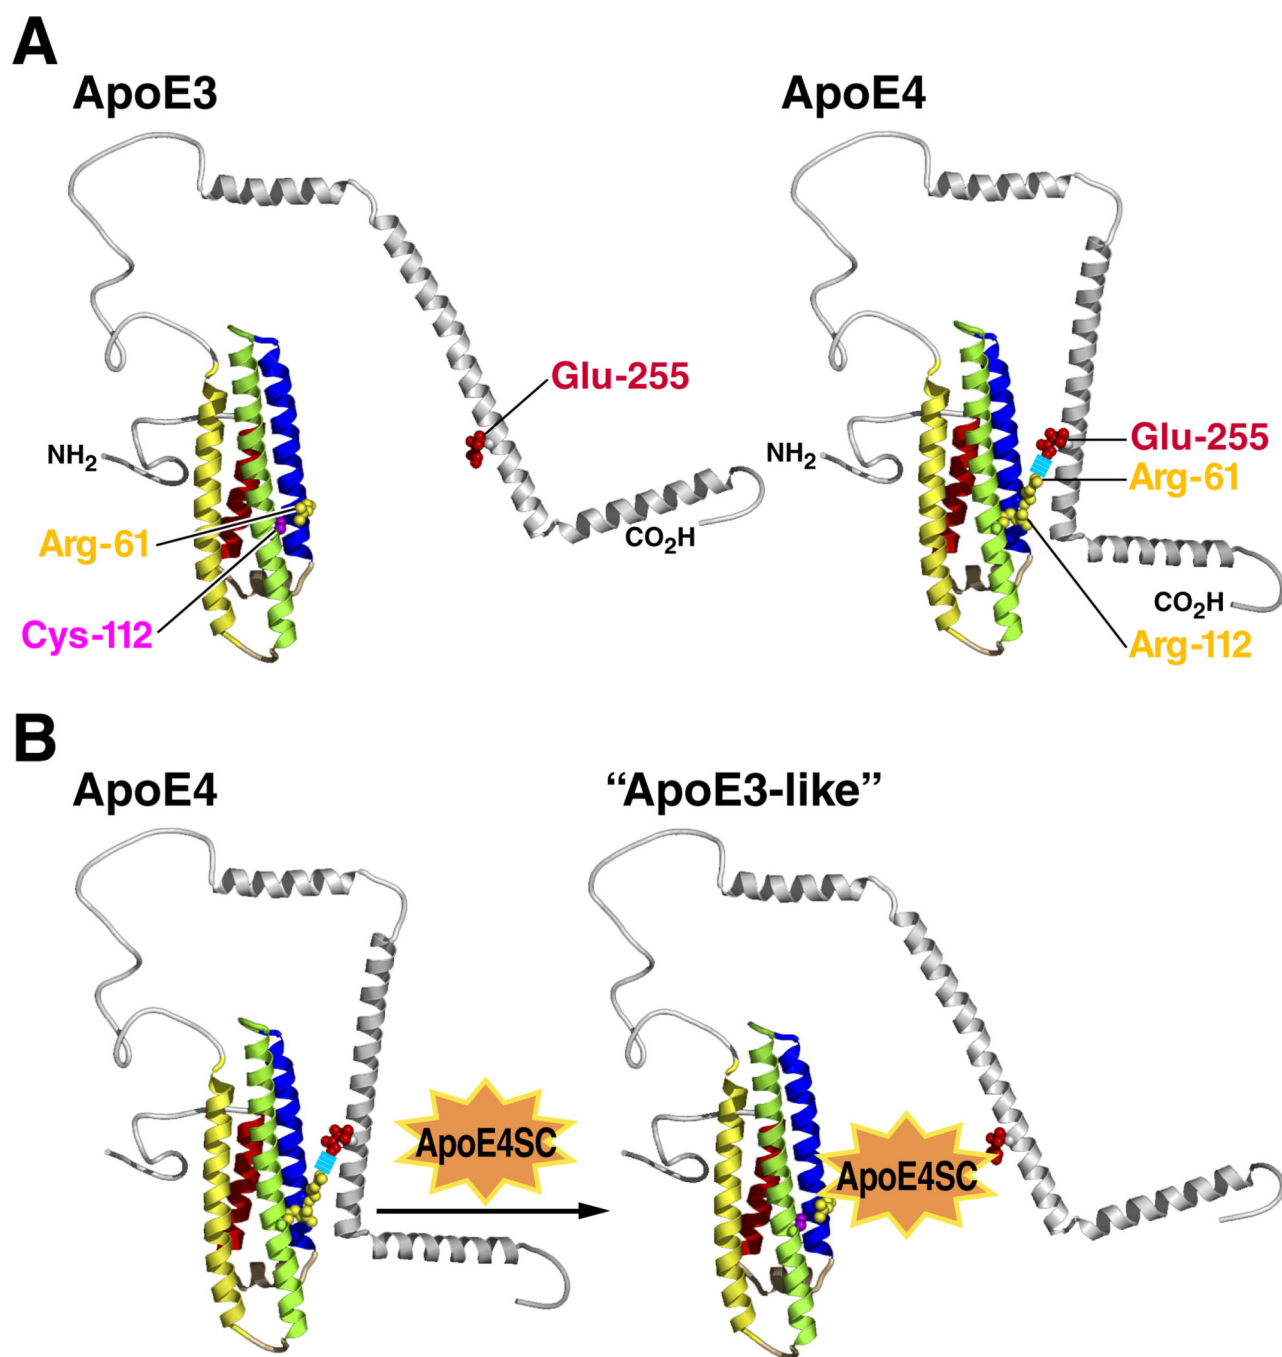 A
ApoE3
ApoE4
Glu-255
NH₂
Arg-61
Cys-112
CO₂H
NH₂
Glu-255
Arg-61
CO₂H
Arg-112
B
ApoE4
“ApoE3-like”
ApoE4SC
ApoE4SC